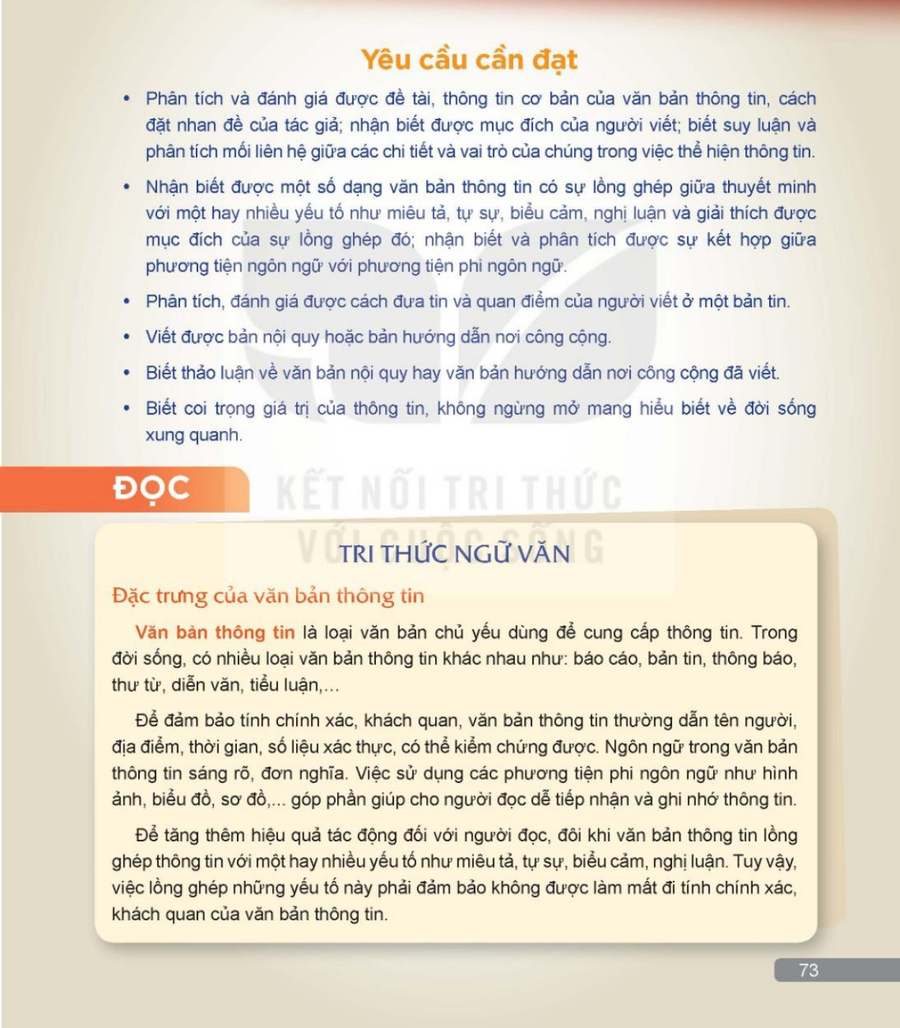 Yêu cầu cần đạt
• Phân tích và đánh giá được đề tài, thông tin cơ bản của văn bản thông tin, cách
đặt nhan đề của tác giả; nhận biết được mục đích của người viết; biết suy luận và
phân tích mối liên hệ giữa các chi tiết và vai trò của chúng trong việc thể hiện thông tin.
• Nhận biết được một số dạng văn bản thông tin có sự lồng ghép giữa thuyết minh
với một hay nhiều yếu tố như miêu tả, tự sự, biểu cảm, nghị luận và giải thích được
mục đích của sự lồng ghép đó; nhận biết và phân tích được sự kết hợp giữa
phương tiện ngôn ngữ với phương tiện phi ngôn ngữ.
• Phân tích, đánh giá được cách đưa tin và quan điểm của người viết ở một bản tin.
• Viết được bản nội quy hoặc bản hướng dẫn nơi công cộng.
• Biết thảo luận về văn bản nội quy hay văn bản hướng dẫn nơi công cộng đã viết.
• Biết coi trọng giá trị của thông tin, không ngừng mở mang hiểu biết về đời sống
xung quanh.
ĐỌC
KẾT NỐI TRI THỨC
VỚI CUỘC SỐNG
TRI THỨC NGỮ VĂN
Đặc trưng của văn bản thông tin
Văn bản thông tin là loại văn bản chủ yếu dùng để cung cấp thông tin. Trong
đời sống, có nhiều loại văn bản thông tin khác nhau như: báo cáo, bản tin, thông báo,
thư từ, diễn văn, tiểu luận,...
Để đảm bảo tính chính xác, khách quan, văn bản thông tin thường dẫn tên người,
địa điểm, thời gian, số liệu xác thực, có thể kiểm chứng được. Ngôn ngữ trong văn bản
thông tin sáng rõ, đơn nghĩa. Việc sử dụng các phương tiện phi ngôn ngữ như hình
ảnh, biểu đồ, sơ đồ,... góp phần giúp cho người đọc dễ tiếp nhận và ghi nhớ thông tin.
Để tăng thêm hiệu quả tác động đối với người đọc, đôi khi văn bản thông tin lồng
ghép thông tin với một hay nhiều yếu tố như miêu tả, tự sự, biểu cảm, nghị luận. Tuy vậy,
việc lồng ghép những yếu tố này phải đảm bảo không được làm mất đi tính chính xác,
khách quan của văn bản thông tin.
73